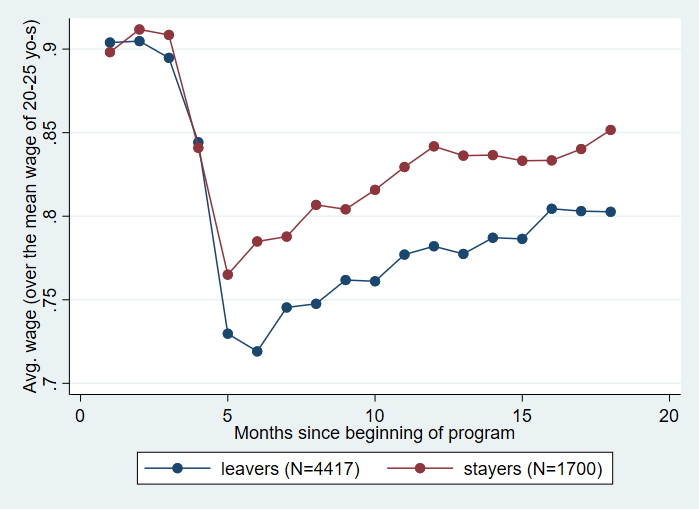 Avg. wage (over the mean wage of 20-25 yo-s)
.9
.85
.8
.75
.7
0 5 10 15 20
Months since beginning of program
leavers (N=4417) stayers (N=1700)